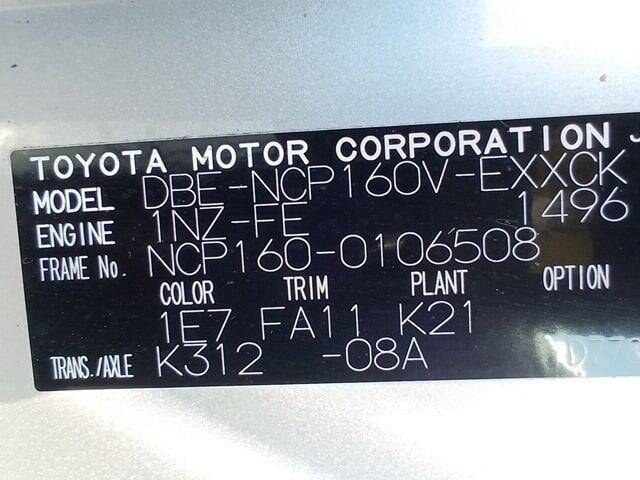 TOYOTA MOTOR CORPORATION J
MODEL DBE-NCP160V-EXXCK
ENGINE 1NZ-FE 1496
FRAME No. NCP160-0106508
COLOR TRIM PLANT OPTION
1E7 FA11 K21
TRANS./AXLE K312 -08A